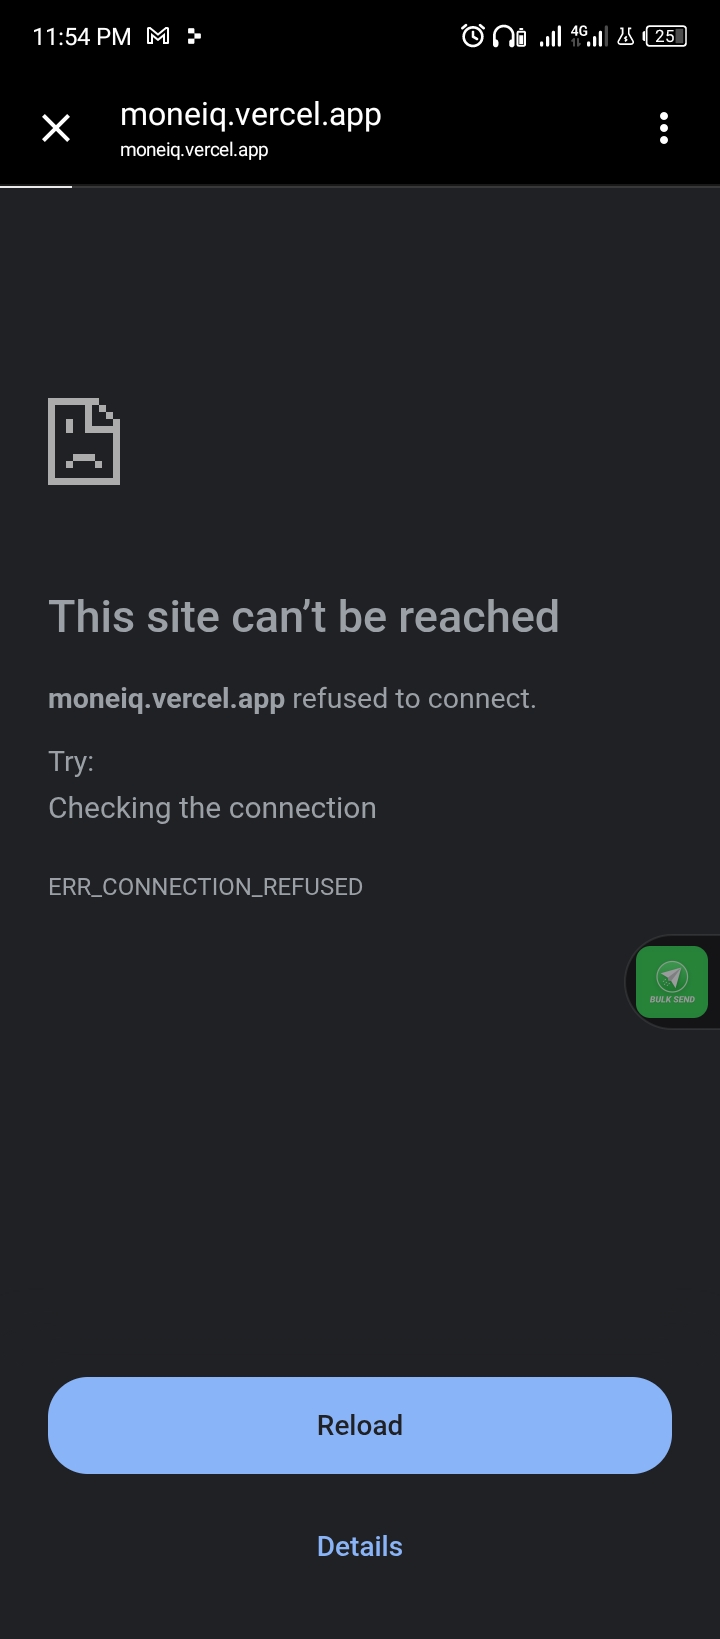 11:54 PM
4G
25
moneiq.vercel.app
moneiq.vercel.app
This site can’t be reached
moneiq.vercel.app refused to connect.
Try:
Checking the connection
ERR_CONNECTION_REFUSED
BULK SEND
Reload
Details